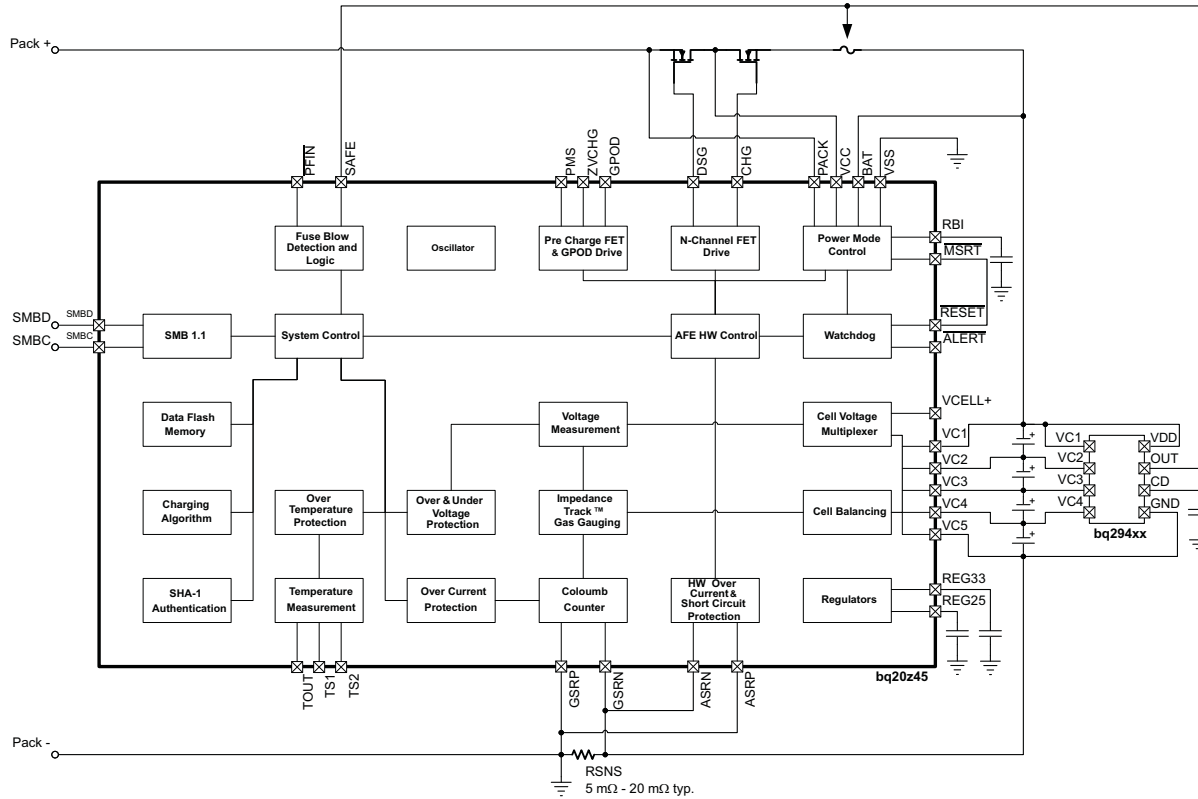 Pack +
PFIN
SAFE
PMS
ZVCHG
GPOD
DSG
CHG
PACK
VCC
BAT
VSS
Fuse Blow
Detection and
Logic
Oscillator
Pre Charge FET
& GPOD Drive
N-Channel FET
Drive
Power Mode
Control
RBI
MSRT
RESET
ALERT
SMBD
SMBD
SMBC
SMBC
SMB 1.1
System Control
AFE HW Control
Watchdog
Data Flash
Memory
Voltage
Measurement
Cell Voltage
Multiplexer
VCELL+
VC1
VC2
VC3
VC4
VC5
+
+
+
+
VC1
VC2
VC3
VC4
VDD
OUT
CD
GND
bq294xx
Charging
Algorithm
Over
Temperature
Protection
Over & Under
Voltage
Protection
Impedance
Track ™
Gas Gauging
Cell Balancing
SHA-1
Authentication
Temperature
Measurement
Over Current
Protection
Coloumb
Counter
HW Over
Current &
Short Circuit
Protection
Regulators
REG33
REG25
bq20z45
TOUT
TS1
TS2
GSRP
GSRN
ASRN
ASRP
Pack -
RSNS
5 mΩ - 20 mΩ typ.